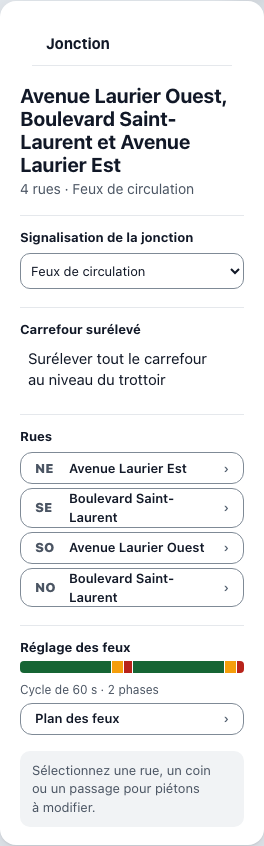 Jonction
Avenue Laurier Ouest,
Boulevard Saint-
Laurent et Avenue
Laurier Est
4 rues · Feux de circulation
Signalisation de la jonction
Feux de circulation
Carrefour surélevé
Surélever tout le carrefour
au niveau du trottoir
Rues
NE Avenue Laurier Est ›
SE Boulevard Saint-
Laurent ›
SO Avenue Laurier Ouest ›
NO Boulevard Saint-
Laurent ›
Réglage des feux
Cycle de 60 s · 2 phases
Plan des feux ›
Sélectionnez une rue, un coin
ou un passage pour piétons
à modifier.